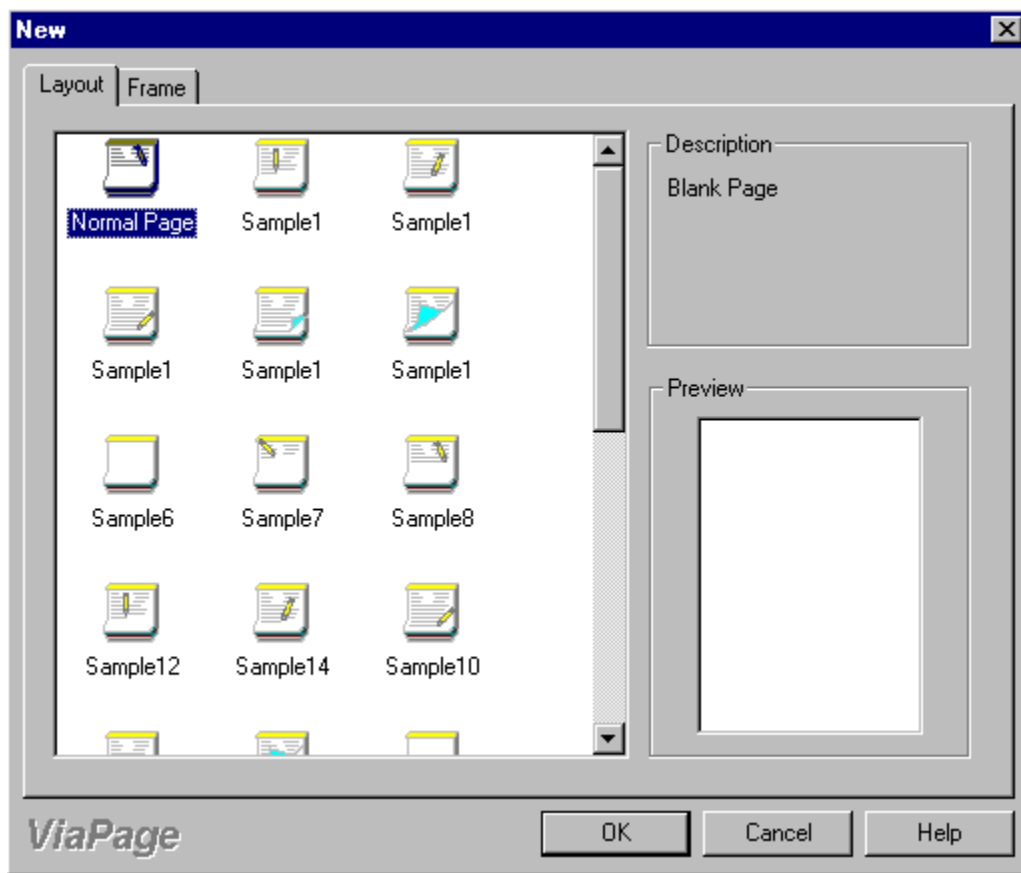 New
Layout Frame
Description
Blank Page
Normal Page Sample1 Sample1
Sample1 Sample1 Sample1
Preview
Sample6 Sample7 Sample8
Sample12 Sample14 Sample10
ViaPage OK Cancel Help